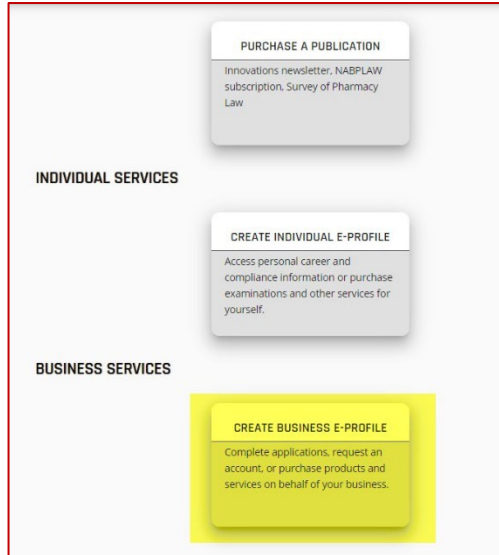 PURCHASE A PUBLICATION
Innovations newsletter, NABPLAW
subscription, Survey of Pharmacy
Law
INDIVIDUAL SERVICES
CREATE INDIVIDUAL E-PROFILE
Access personal career and
compliance information or purchase
examinations and other services for
yourself.
BUSINESS SERVICES
CREATE BUSINESS E-PROFILE
Complete applications, request an
account, or purchase products and
services on behalf of your business.